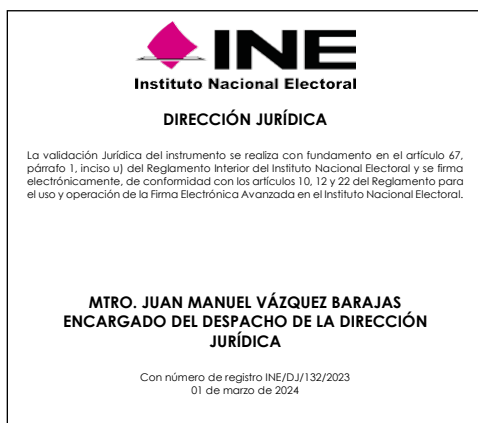 INE
Instituto Nacional Electoral
DIRECCIÓN JURÍDICA
La validación Jurídica del instrumento se realiza con fundamento en el artículo 67,
párrafo 1, inciso u) del Reglamento Interior del Instituto Nacional Electoral y se firma
electrónicamente, de conformidad con los artículos 10, 12 y 22 del Reglamento para
el uso y operación de la Firma Electrónica Avanzada en el Instituto Nacional Electoral.
MTRO. JUAN MANUEL VÁZQUEZ BARAJAS
ENCARGADO DEL DESPACHO DE LA DIRECCIÓN
JURÍDICA
Con número de registro INE/DJ/132/2023
01 de marzo de 2024